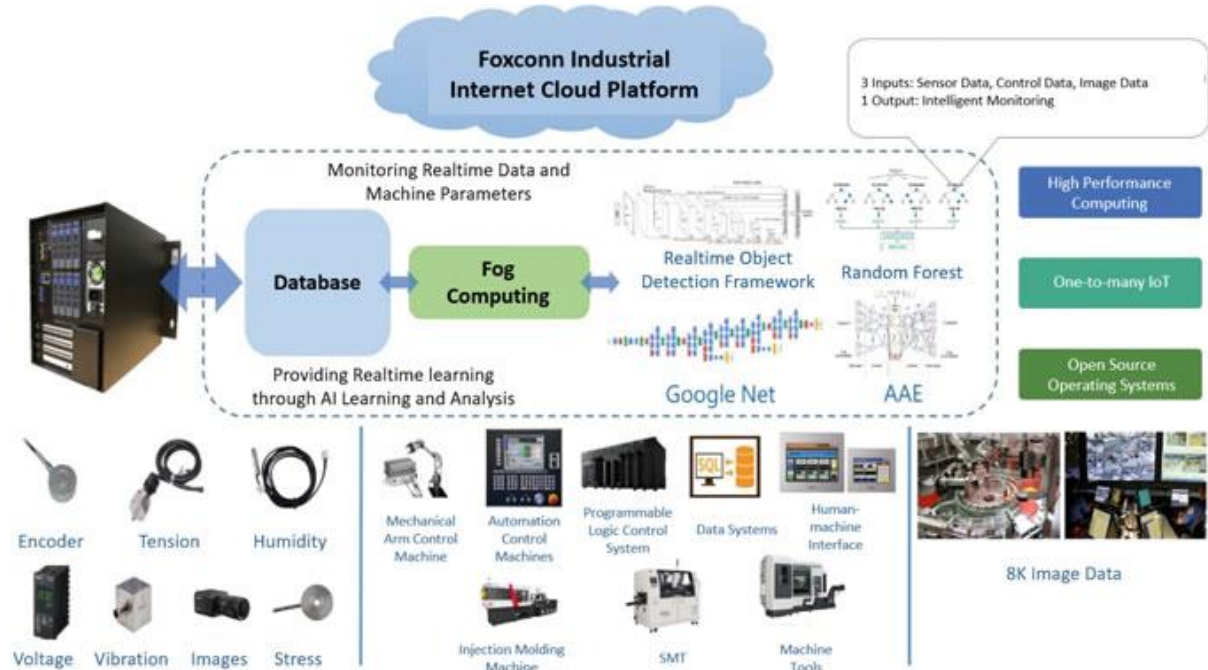 Foxconn Industrial
Internet Cloud Platform
3 Inputs: Sensor Data, Control Data, Image Data
1 Output: Intelligent Monitoring
Monitoring Realtime Data and
Machine Parameters
Database
Fog
Computing
Realtime Object
Detection Framework
Random Forest
Google Net
AAE
Providing Realtime learning
through AI Learning and Analysis
High Performance
Computing
One-to-many IoT
Open Source
Operating Systems
Encoder
Tension
Humidity
Voltage
Vibration
Images
Stress
Mechanical
Arm Control
Machine
Automation
Control
Machines
Programmable
Logic Control
System
SQL
Data Systems
Human-
machine
Interface
Injection Molding
Machine
SMT
Machine
Tools
8K Image Data